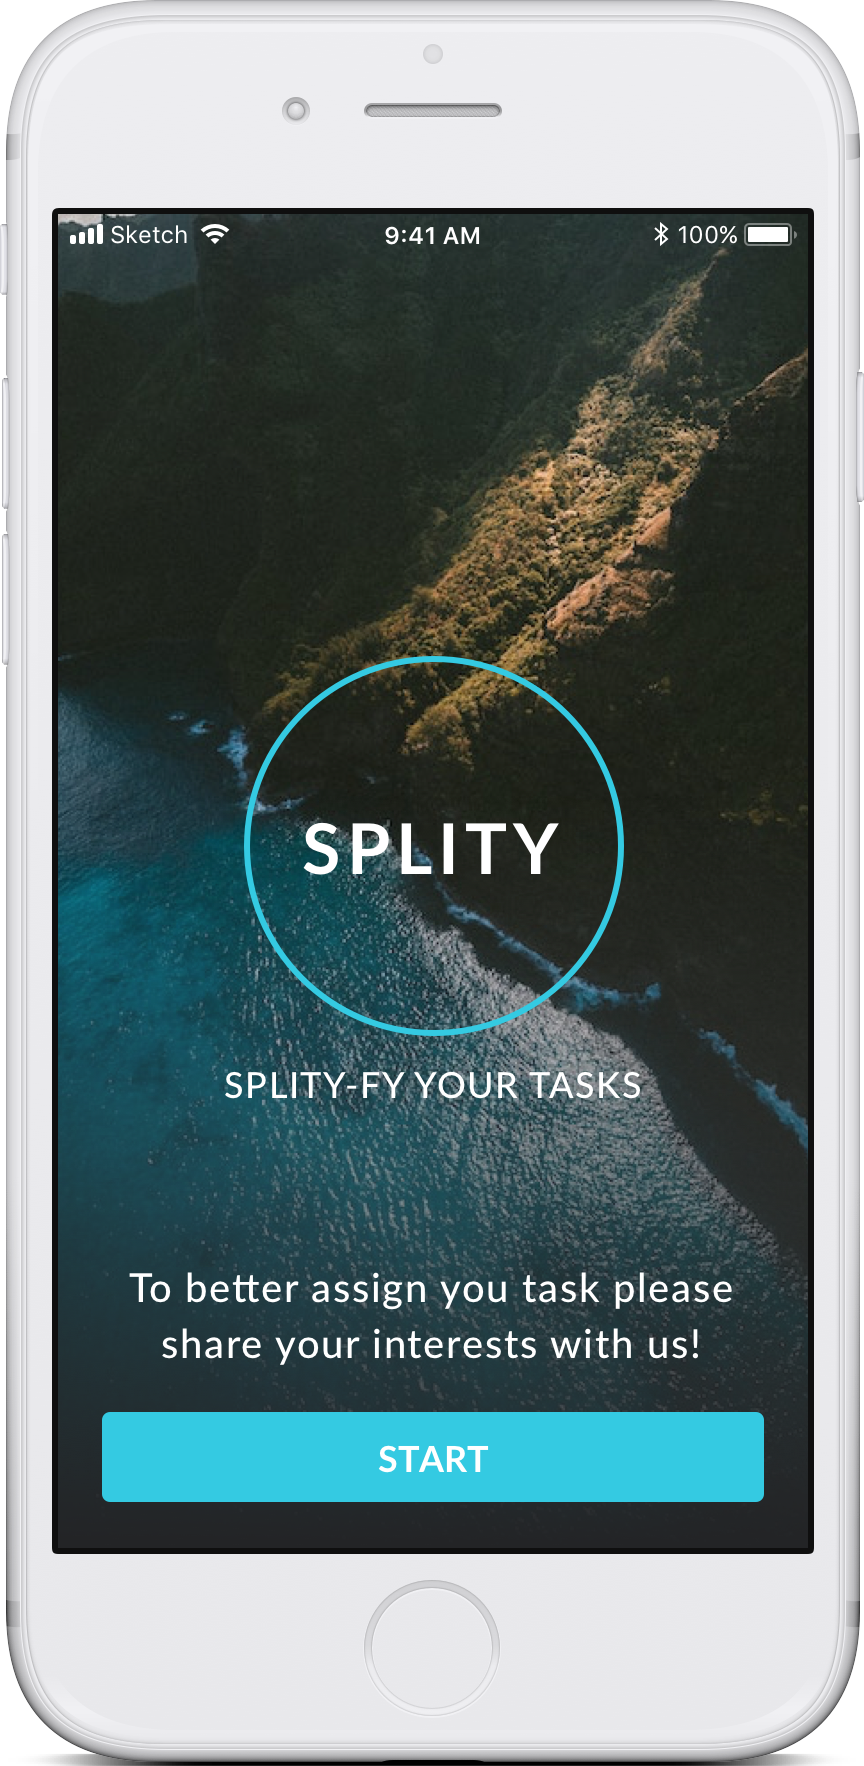 Sketch 9:41 AM 100%
SPLITY
SPLITY-FY YOUR TASKS
To better assign you task please
share your interests with us!
START